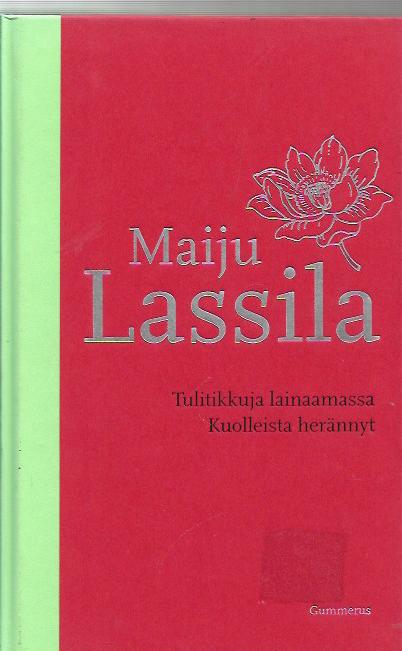 Maiju
Lassila
Tulitikkuja lainaamassa
Kuolleista herännyt
Gummerus